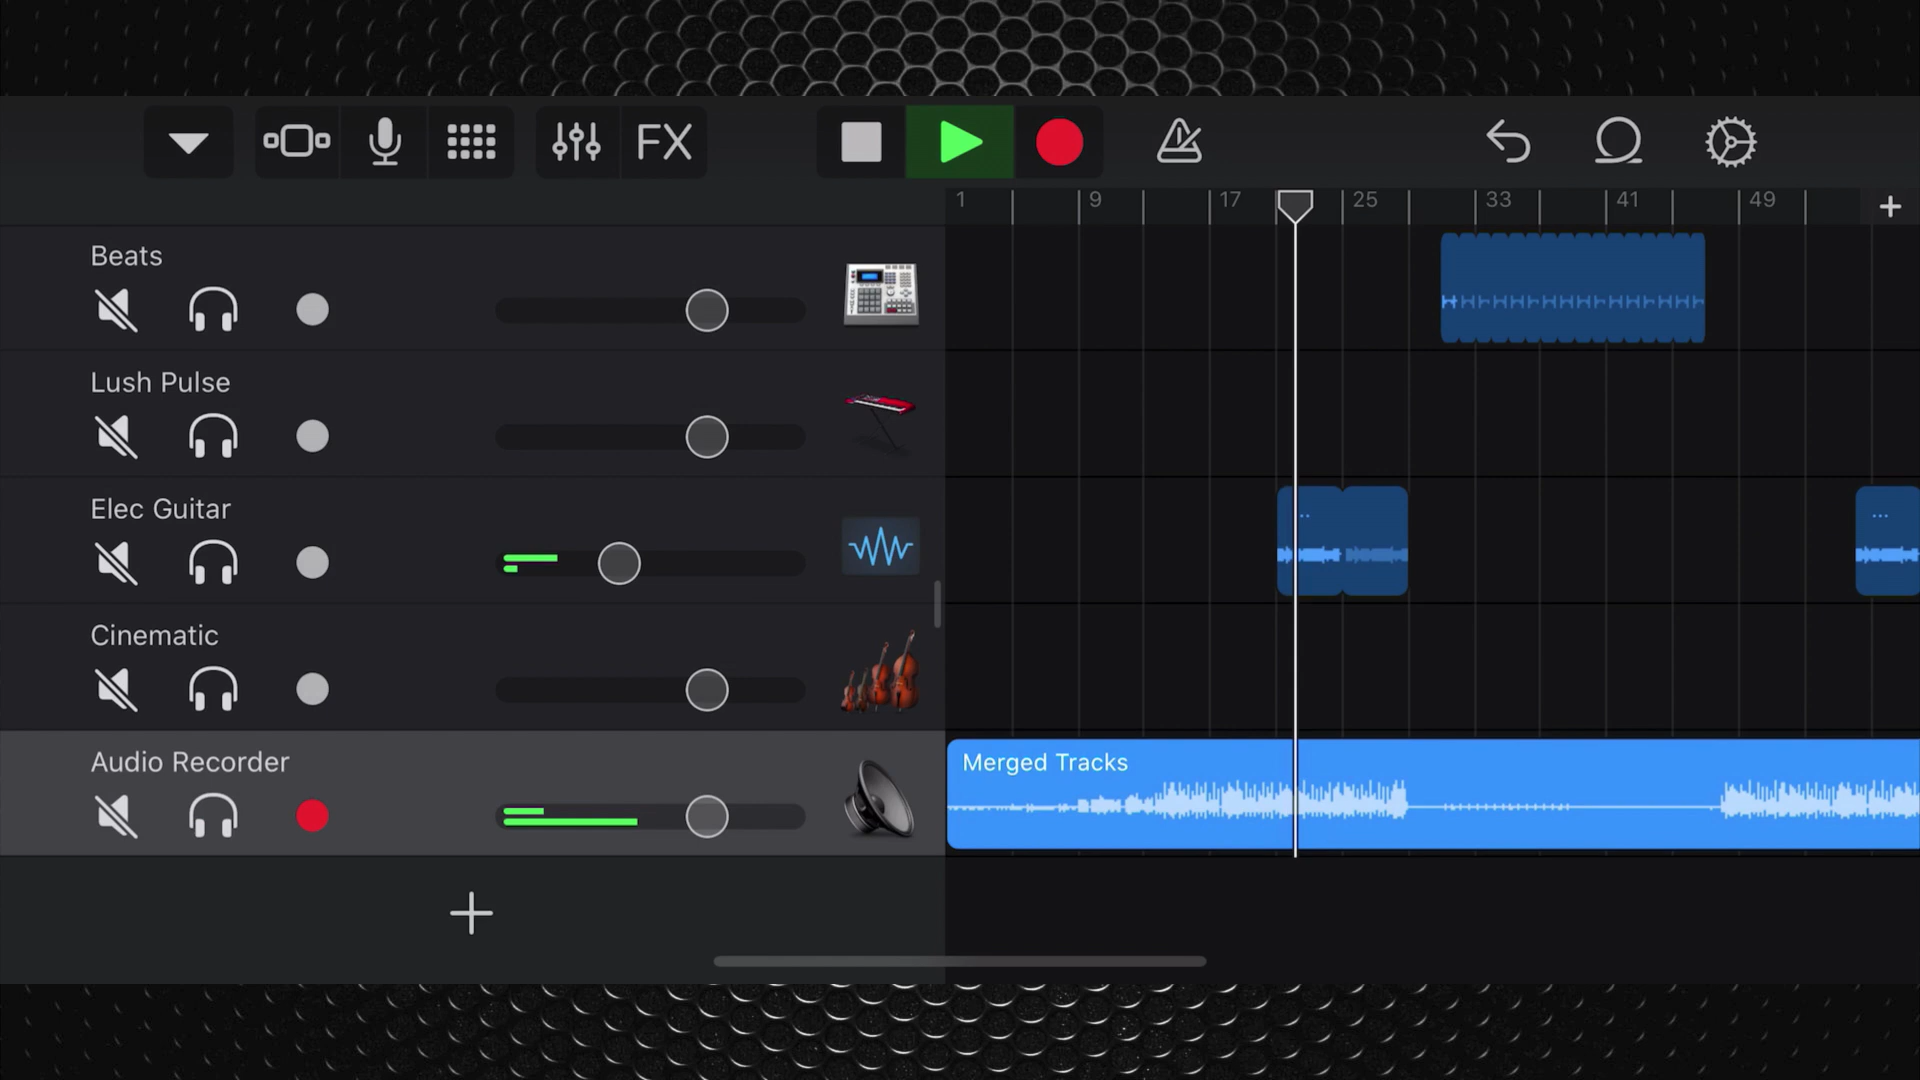 FX
1 9 17 25 33 41 49
Beats
Lush Pulse
Elec Guitar
...
...
Cinematic
Audio Recorder
Merged Tracks